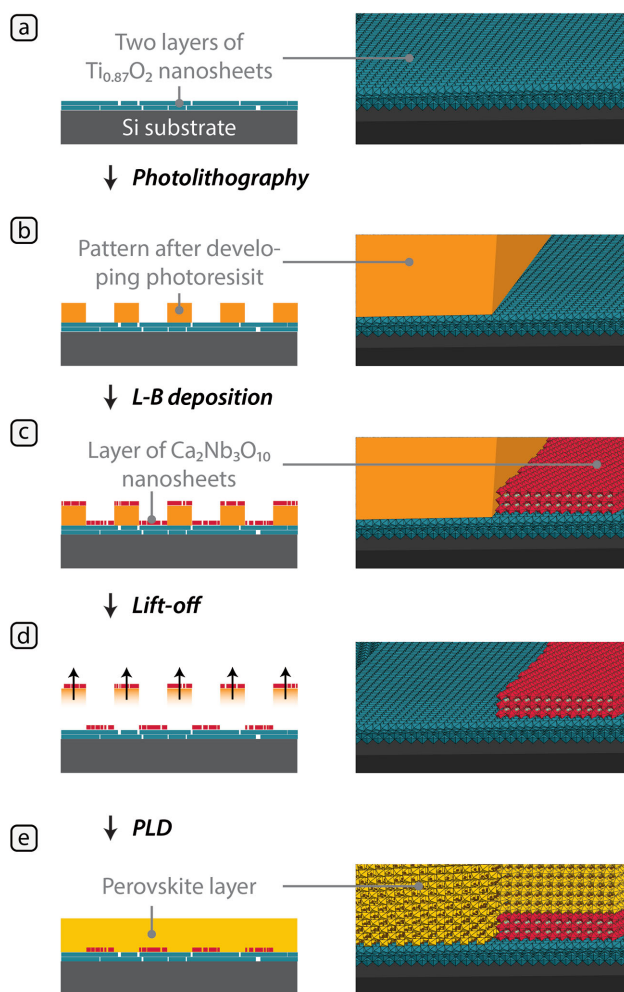 a
Two layers of
Ti₀.₈₇O₂ nanosheets
Si substrate
Photolithography
b
Pattern after develo-
ping photoresisit
L-B deposition
c
Layer of Ca₂Nb₃O₁₀
nanosheets
Lift-off
d
PLD
e
Perovskite layer